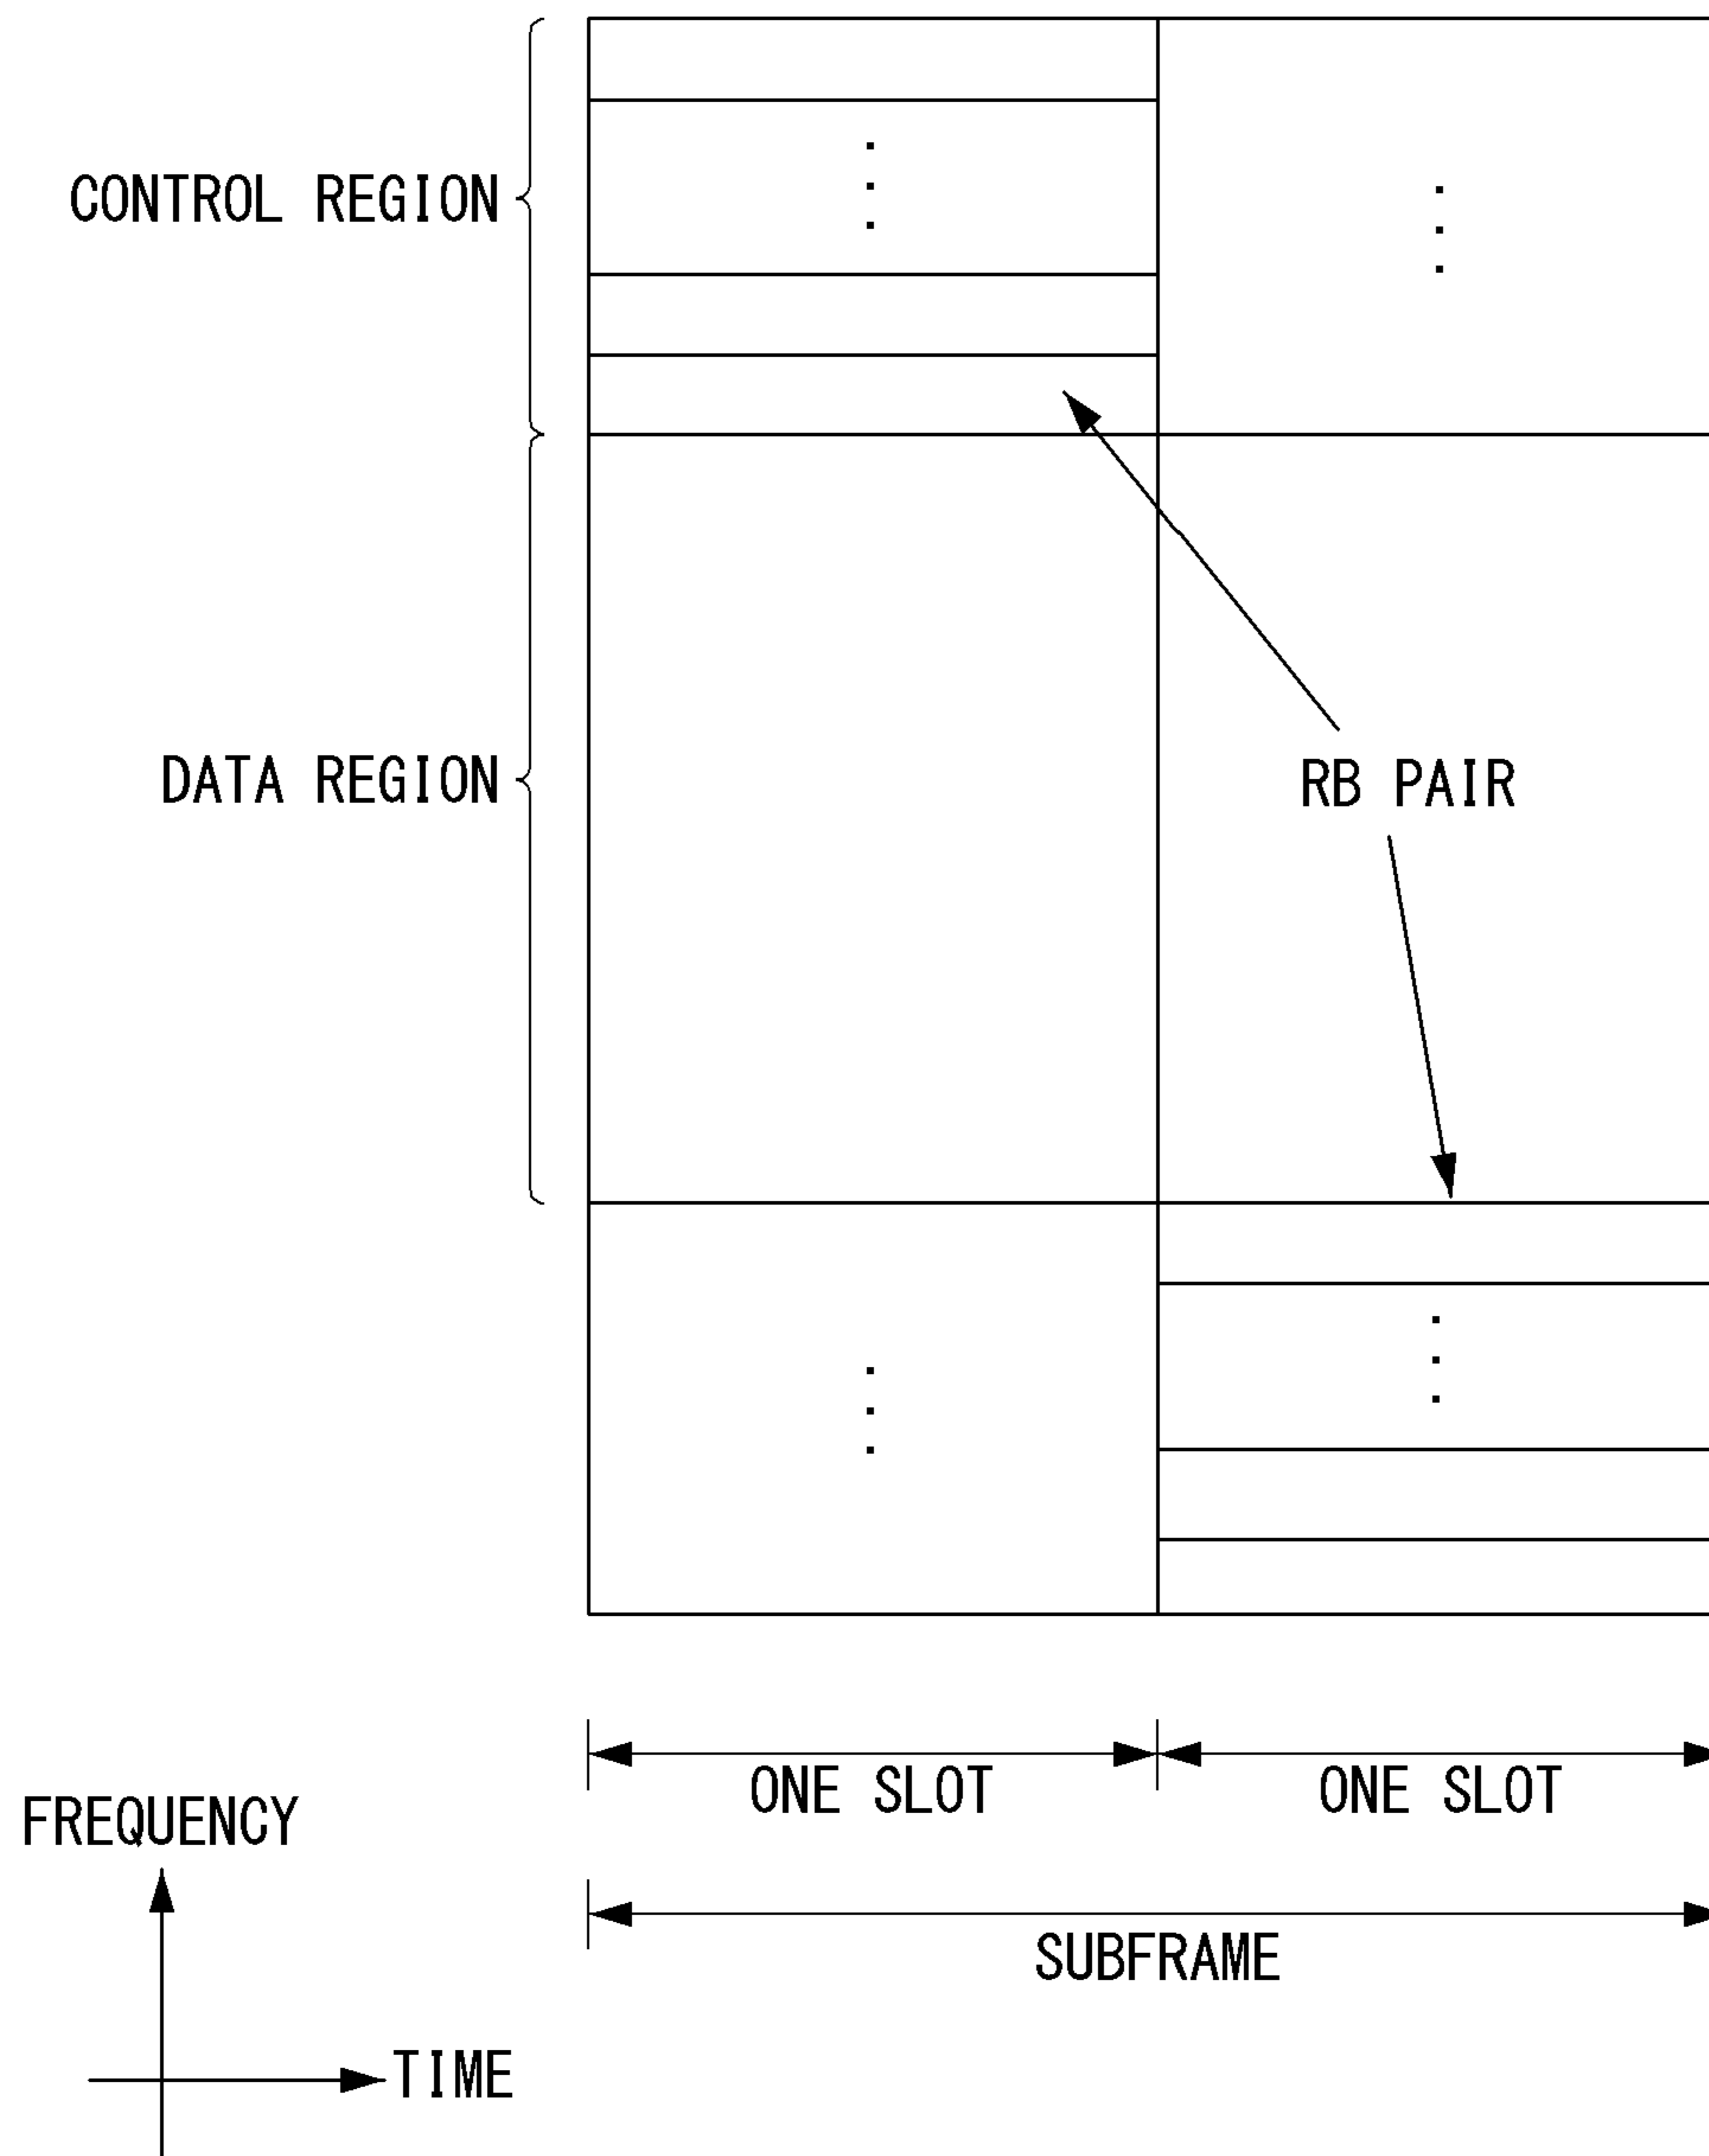 CONTROL REGION
DATA REGION
RB PAIR
ONE SLOT
ONE SLOT
FREQUENCY
SUBFRAME
TIME